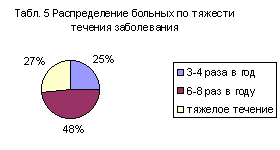 Табл. 5 Распределение больных по тяжести
течения заболевания
27%
25%
48%
3-4 раза в год
6-8 раз в году
тяжелое течение